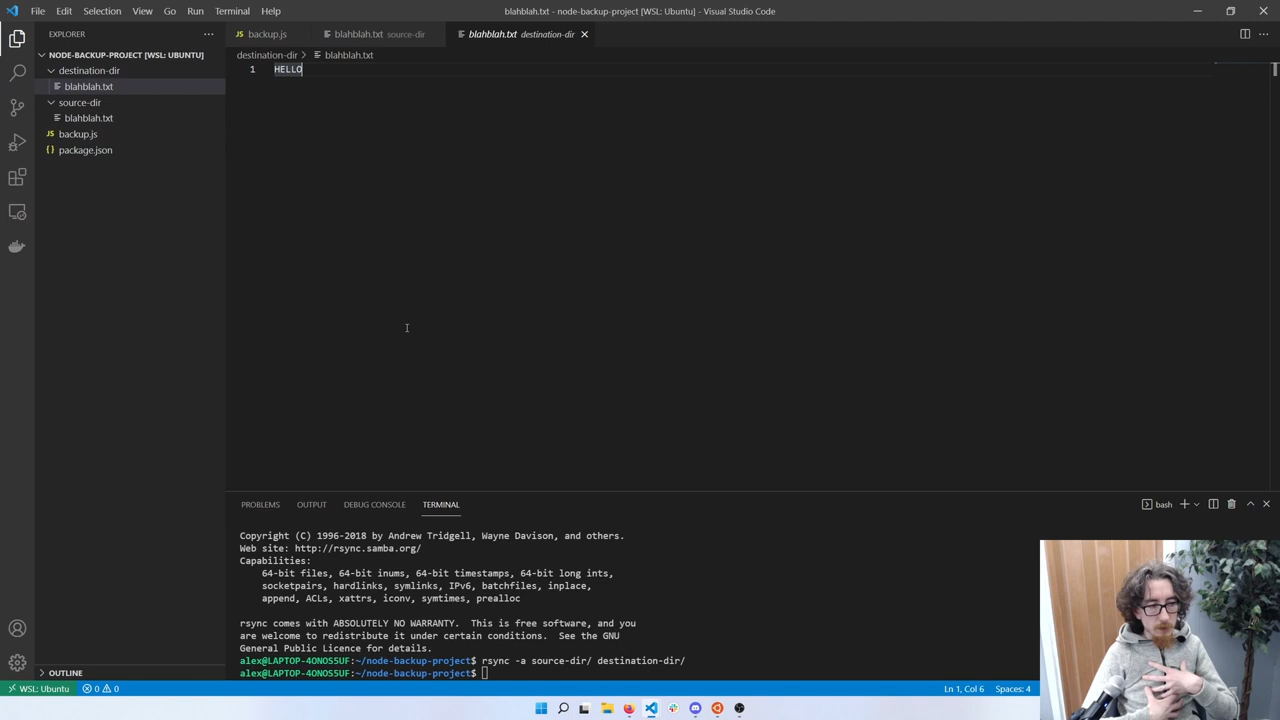 File Edit Selection View Go Run Terminal Help
blahblah.txt - node-backup-project [WSL: Ubuntu] - Visual Studio Code
EXPLORER
NODE-BACKUP-PROJECT [WSL: UBUNTU]
destination-dir
blahblah.txt
source-dir
blahblah.txt
JS backup.js
{} package.json
OUTLINE
JS backup.js
blahblah.txt source-dir
blahblah.txt destination-dir
destination-dir > blahblah.txt
1 HELLO
PROBLEMS OUTPUT DEBUG CONSOLE TERMINAL
bash
Copyright (C) 1996-2018 by Andrew Tridgell, Wayne Davison, and others.
Web site: http://rsync.samba.org/
Capabilities:
64-bit files, 64-bit inums, 64-bit timestamps, 64-bit long ints,
socketpairs, hardlinks, symlinks, IPv6, batchfiles, inplace,
append, ACLs, xattrs, iconv, symtimes, prealloc
rsync comes with ABSOLUTELY NO WARRANTY. This is free software, and you
are welcome to redistribute it under certain conditions. See the GNU
General Public Licence for details.
alex@LAPTOP-4ONOS5UF:~/node-backup-project$ rsync -a source-dir/ destination-dir/
alex@LAPTOP-4ONOS5UF:~/node-backup-project$
WSL: Ubuntu 0 0
Ln 1, Col 6 Spaces: 4